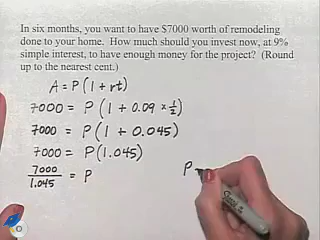 In six months, you want to have $7000 worth of remodeling
done to your home. How much should you invest now, at 9%
simple interest, to have enough money for the project? (Round
up to the nearest cent.)
A = P(1 + rt)
7000 = P(1 + 0.09 × 1/2)
7000 = P(1 + 0.045)
7000 = P(1.045)
7000/1.045 = P
P